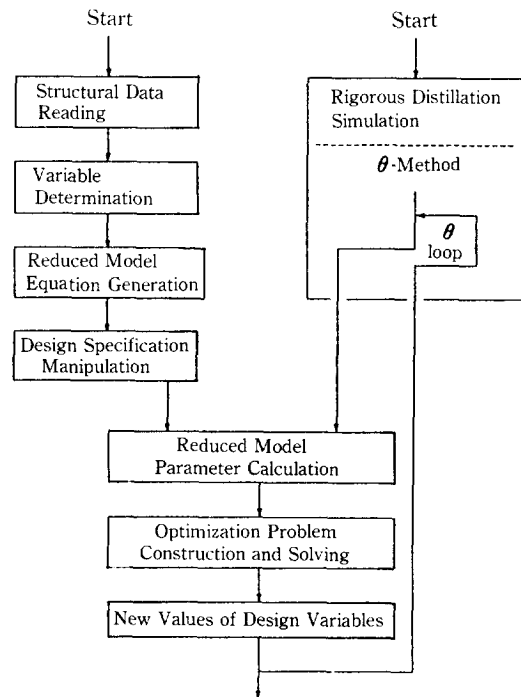 Start
Structural Data
Reading
Variable
Determination
Reduced Model
Equation Generation
Design Specification
Manipulation
Start
Rigorous Distillation
Simulation
θ-Method
θ
loop
Reduced Model
Parameter Calculation
Optimization Problem
Construction and Solving
New Values of Design Variables